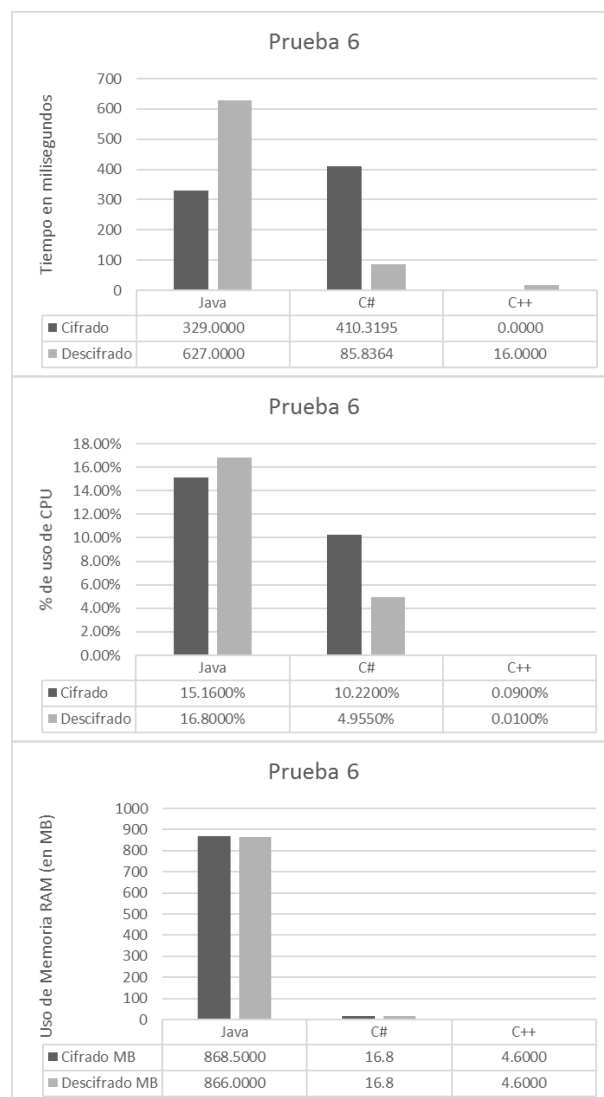 Prueba 6
Tiempo en milisegundos
700
600
500
400
300
200
100
0
Java C# C++
Cifrado 329.0000 410.3195 0.0000
Descifrado 627.0000 85.8364 16.0000
Prueba 6
% de uso de CPU
18.00%
16.00%
14.00%
12.00%
10.00%
8.00%
6.00%
4.00%
2.00%
0.00%
Java C# C++
Cifrado 15.1600% 10.2200% 0.0900%
Descifrado 16.8000% 4.9550% 0.0100%
Prueba 6
Uso de Memoria RAM (en MB)
1000
900
800
700
600
500
400
300
200
100
0
Java C# C++
Cifrado MB 868.5000 16.8 4.6000
Descifrado MB 866.0000 16.8 4.6000